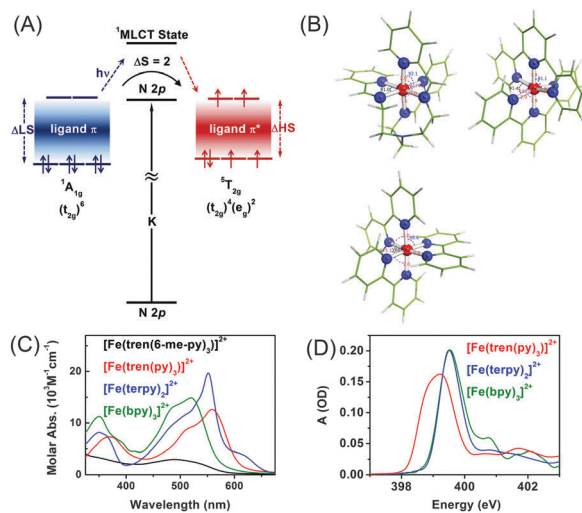 (A)
¹MLCT State
hν
ΔS = 2
N 2p
ΔLS
ligand π
ligand π*
ΔHS
¹A₁g
(t₂g)⁶
⁵T₂g
(t₂g)⁴(eg)²
K
N 2p
(B)
(C)
[Fe(tren(6-me-py)₃)]²⁺
[Fe(tren(py)₃)]²⁺
[Fe(terpy)₂]²⁺
[Fe(bpy)₃]²⁺
Molar Abs. (10³M⁻¹cm⁻¹)
20
15
10
5
0
400 500 600
Wavelength (nm)
(D)
[Fe(tren(py)₃]²⁺
[Fe(terpy)₂]²⁺
[Fe(bpy)₃]²⁺
A (OD)
0.20
0.15
0.10
0.05
0.00
398 400 402
Energy (eV)